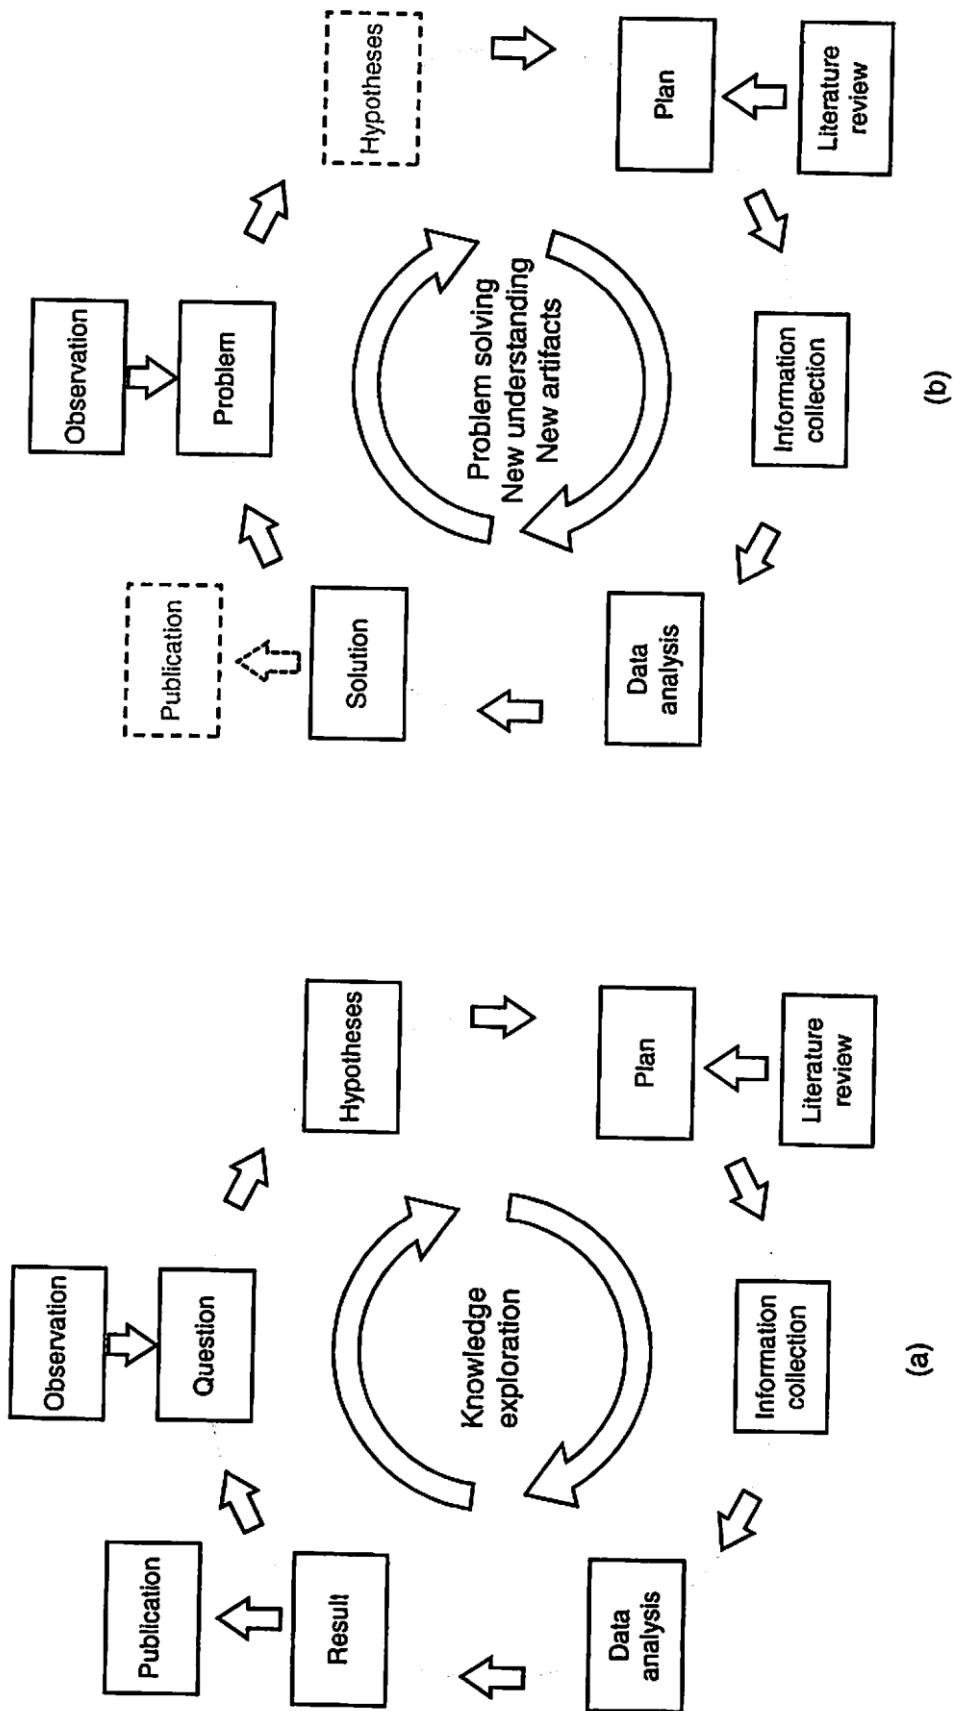 Observation
Question
Hypotheses
Plan
Literature
review
Information
collection
Data
analysis
Result
Publication
Knowledge
exploration
(a)
Observation
Problem
Hypotheses
Plan
Literature
review
Information
collection
Data
analysis
Solution
Publication
Problem solving
New understanding
New artifacts
(b)